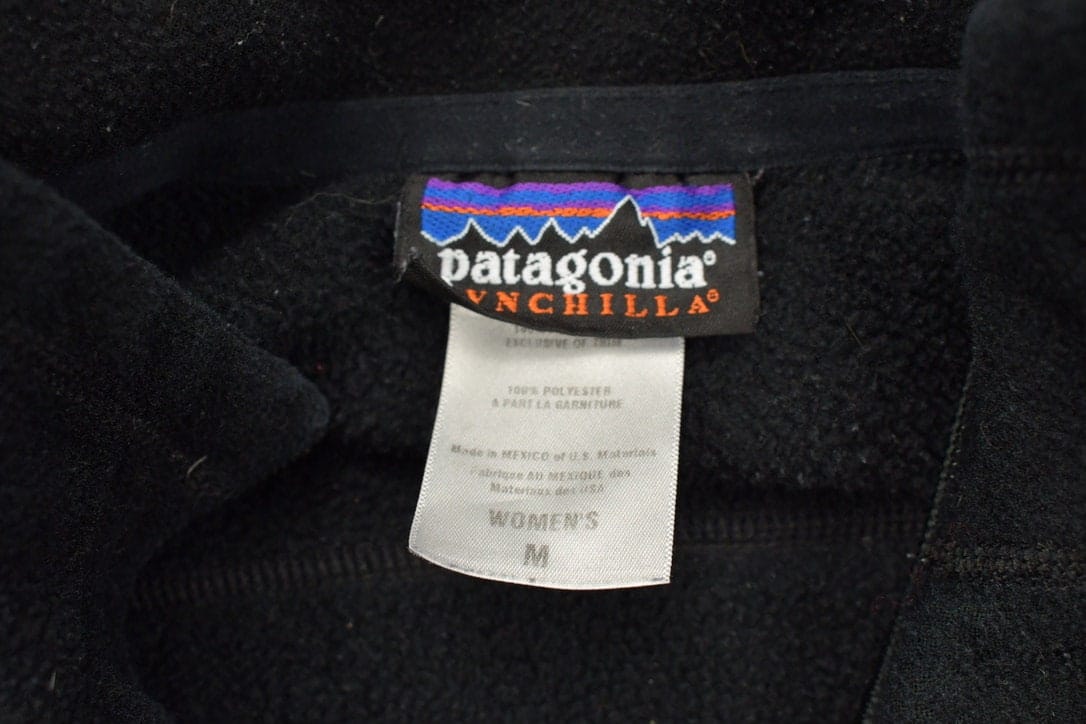 patagonia®
YNCHILLA®
EXCLUSIVE OF TRIM
100% POLYESTER
À PART LA GARNITURE
Made in MEXICO of U.S. Materials
Fabriqué AU MEXIQUE des
Materiaux des USA
WOMEN'S
M